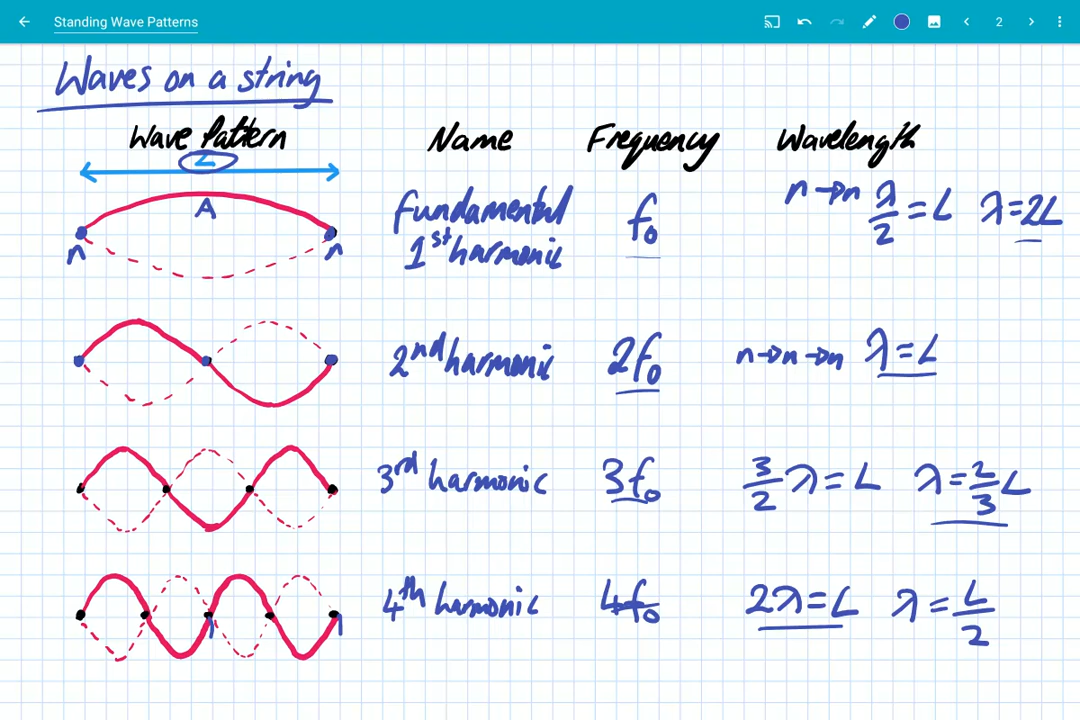 Standing Wave Patterns
2
Waves on a string
Wave Pattern Name Frequency Wavelength
L
A
n n
fundamental
1st harmonic
f₀
n→n λ/2 = L λ = 2L
2nd harmonic 2f₀ n→n→n λ = L
3rd harmonic 3f₀ 3/2 λ = L λ = 2/3 L
4th harmonic 4f₀ 2λ = L λ = L/2